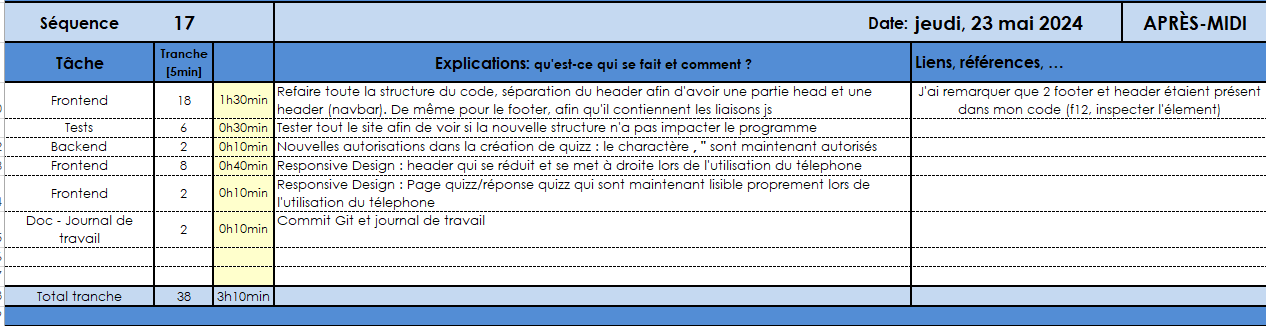 Séquence 17 Date: jeudi, 23 mai 2024 APRÈS-MIDI
Tâche Tranche [5min] Explications: qu'est-ce qui se fait et comment ? Liens, références, ...
Frontend 18 1h30min Refaire toute la structure du code, séparation du header afin d'avoir une partie head et une
header (navbar). De même pour le footer, afin qu'il contiennent les liaisons js
J'ai remarquer que 2 footer et header étaient présent
dans mon code (f12, inspecter l'élement)
Tests 6 0h30min Tester tout le site afin de voir si la nouvelle structure n'a pas impacter le programme
Backend 2 0h10min Nouvelles autorisations dans la création de quizz : le charactère , " sont maintenant autorisés
Frontend 8 0h40min Responsive Design : header qui se réduit et se met à droite lors de l'utilisation du télephone
Frontend 2 0h10min Responsive Design : Page quizz/réponse quizz qui sont maintenant lisible proprement lors de
l'utilisation du télephone
Doc - Journal de
travail 2 0h10min Commit Git et journal de travail
Total tranche 38 3h10min